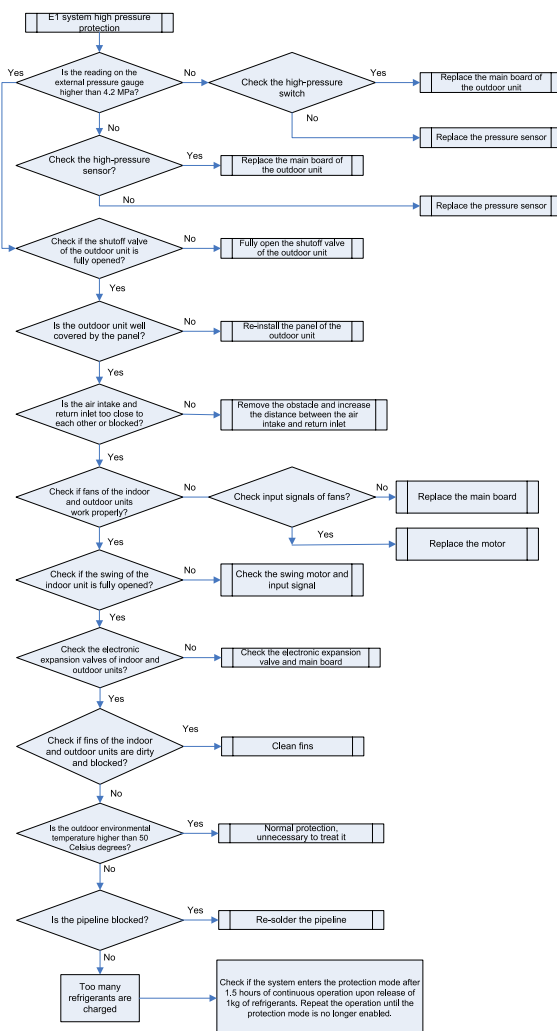 E1 system high pressure
protection
Yes
Is the reading on the
external pressure gauge
higher than 4.2 MPa?
No
Check the high-pressure
switch
Yes
Replace the main board of
the outdoor unit
No
Replace the pressure sensor
No
Check the high-pressure
sensor?
Yes
Replace the main board of
the outdoor unit
No
Replace the pressure sensor
Check if the shutoff valve
of the outdoor unit is
fully opened?
No
Fully open the shutoff valve
of the outdoor unit
Yes
Is the outdoor unit well
covered by the panel?
No
Re-install the panel of the
outdoor unit
Yes
Is the air intake and
return inlet too close to
each other or blocked?
No
Remove the obstacle and increase
the distance between the air
intake and return inlet
Yes
Check if fans of the indoor
and outdoor units
work properly?
No
Check input signals of fans?
No
Replace the main board
Yes
Replace the motor
Yes
Check if the swing of the
indoor unit is fully opened?
No
Check the swing motor and
input signal
Yes
Check the electronic
expansion valves of indoor and
outdoor units?
No
Check the electronic expansion
valve and main board
Yes
Check if fins of the indoor
and outdoor units are dirty
and blocked?
Yes
Clean fins
No
Is the outdoor environmental
temperature higher than 50
Celsius degrees?
Yes
Normal protection,
unnecessary to treat it
No
Is the pipeline blocked?
Yes
Re-solder the pipeline
No
Too many
refrigerants are
charged
Check if the system enters the protection mode after
1.5 hours of continuous operation upon release of
1kg of refrigerants. Repeat the operation until the
protection mode is no longer enabled.